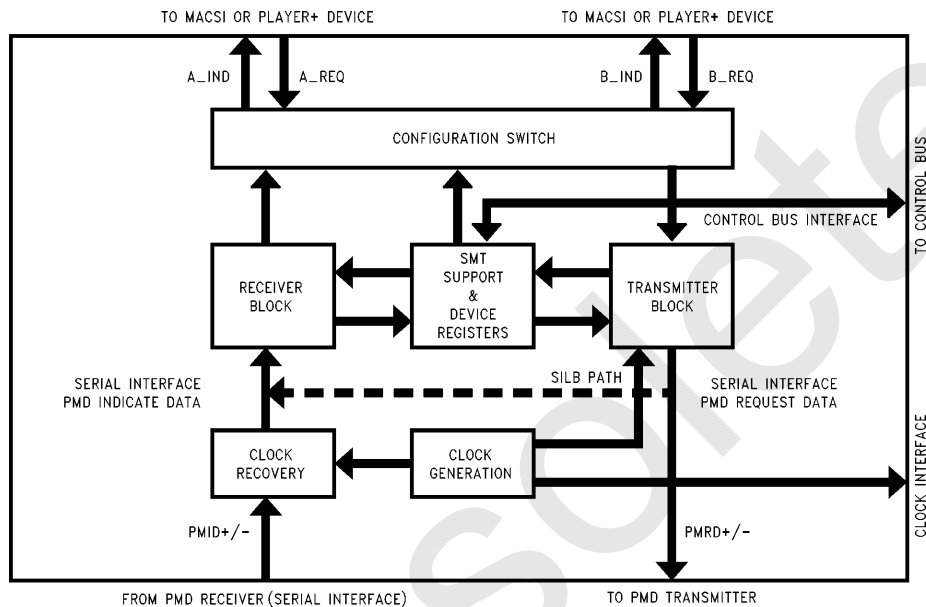 TO MACSI OR PLAYER+ DEVICE
TO MACSI OR PLAYER+ DEVICE
A_IND
A_REQ
B_IND
B_REQ
CONFIGURATION SWITCH
TO CONTROL BUS
CONTROL BUS INTERFACE
RECEIVER
BLOCK
SMT
SUPPORT
&
DEVICE
REGISTERS
TRANSMITTER
BLOCK
SERIAL INTERFACE
PMD INDICATE DATA
SILB PATH
SERIAL INTERFACE
PMD REQUEST DATA
CLOCK
RECOVERY
CLOCK
GENERATION
CLOCK INTERFACE
PMID+/-
PMRD+/-
FROM PMD RECEIVER (SERIAL INTERFACE)
TO PMD TRANSMITTER
solete